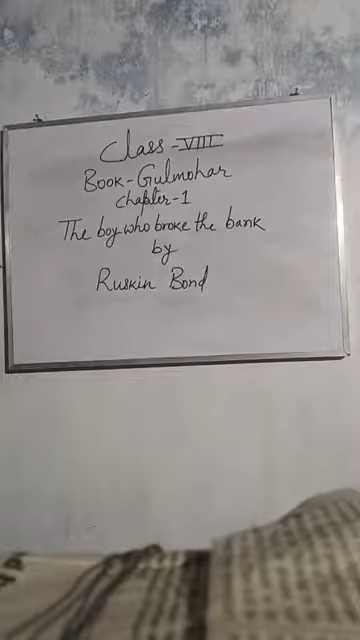 Class-VIII
Book-Gulmohar
chapter-1
The boy who broke the bank
by
Ruskin Bond